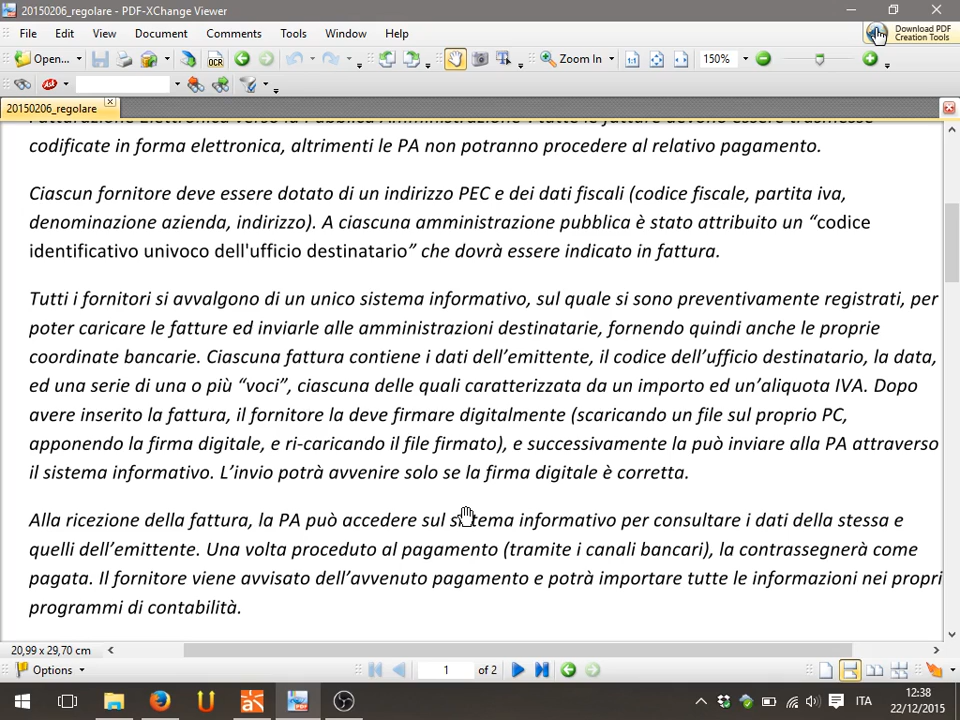 20150206_regolare - PDF-XChange Viewer
File Edit View Document Comments Tools Window Help
Download PDF
Creation Tools
Open... OCR Zoom In 150%
20150206_regolare
Fatturazione Elettronica verso la Pubblica Amministrazione i tutte le fatture devono essere trasmesse
codificate in forma elettronica, altrimenti le PA non potranno procedere al relativo pagamento.
Ciascun fornitore deve essere dotato di un indirizzo PEC e dei dati fiscali (codice fiscale, partita iva,
denominazione azienda, indirizzo). A ciascuna amministrazione pubblica è stato attribuito un “codice
identificativo univoco dell'ufficio destinatario” che dovrà essere indicato in fattura.
Tutti i fornitori si avvalgono di un unico sistema informativo, sul quale si sono preventivamente registrati, per
poter caricare le fatture ed inviarle alle amministrazioni destinatarie, fornendo quindi anche le proprie
coordinate bancarie. Ciascuna fattura contiene i dati dell’emittente, il codice dell’ufficio destinatario, la data,
ed una serie di una o più “voci”, ciascuna delle quali caratterizzata da un importo ed un’aliquota IVA. Dopo
avere inserito la fattura, il fornitore la deve firmare digitalmente (scaricando un file sul proprio PC,
apponendo la firma digitale, e ri-caricando il file firmato), e successivamente la può inviare alla PA attraverso
il sistema informativo. L’invio potrà avvenire solo se la firma digitale è corretta.
Alla ricezione della fattura, la PA può accedere sul sistema informativo per consultare i dati della stessa e
quelli dell’emittente. Una volta proceduto al pagamento (tramite i canali bancari), la contrassegnerà come
pagata. Il fornitore viene avvisato dell’avvenuto pagamento e potrà importare tutte le informazioni nei propri
programmi di contabilità.
20,99 x 29,70 cm
Options 1 of 2
ITA 12:38
22/12/2015